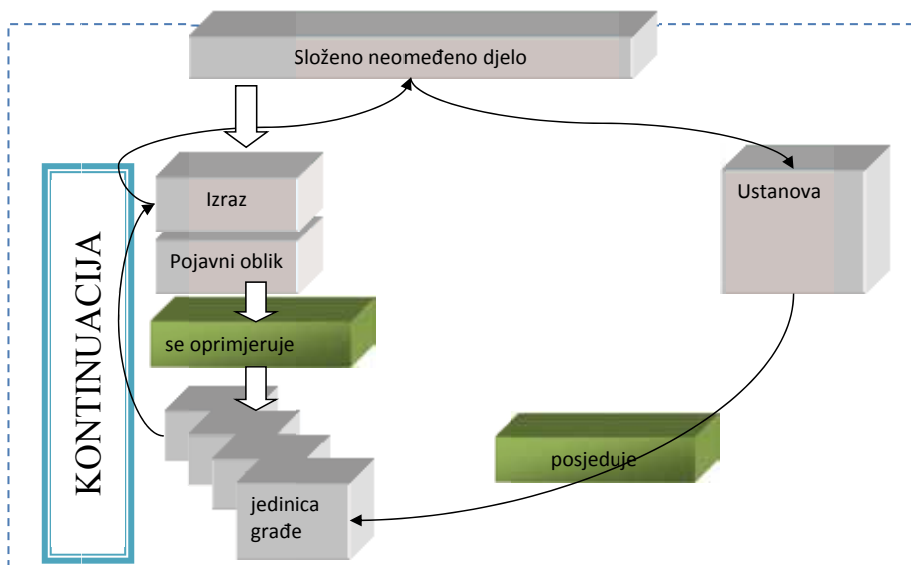 Složeno neomeđeno djelo
Izraz
Ustanova
Pojavni oblik
KONTINUACIJA
se oprimjeruje
posjeduje
jedinica
građe